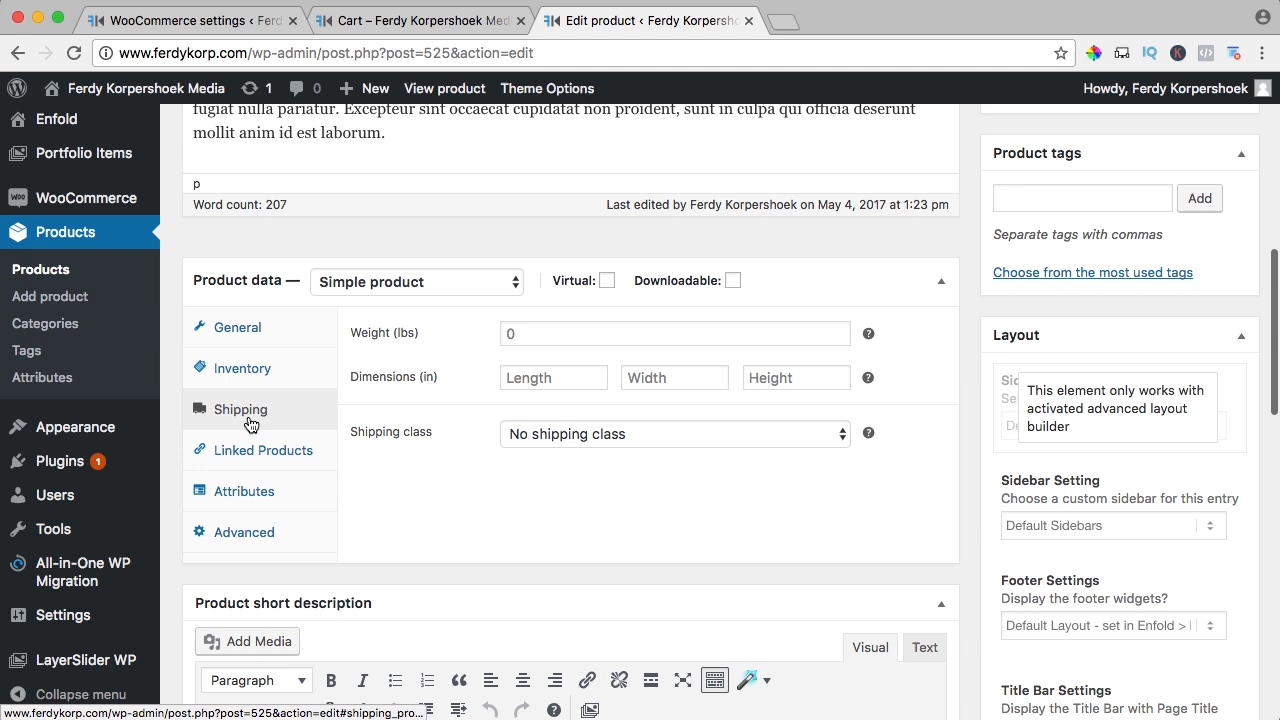 WooCommerce settings ‹ Ferd
Cart – Ferdy Korpershoek Med
Edit product ‹ Ferdy Korpersh
www.ferdykorp.com/wp-admin/post.php?post=525&action=edit
Ferdy Korpershoek Media
1
0
New
View product
Theme Options
Howdy, Ferdy Korpershoek
Enfold
Portfolio Items
WooCommerce
Products
Products
Add product
Categories
Tags
Attributes
Appearance
Plugins 1
Users
Tools
All-in-One WP
Migration
Settings
LayerSlider WP
Collapse menu
fugiat nulla pariatur. Excepteur sint occaecat cupidatat non proident, sunt in culpa qui officia deserunt
mollit anim id est laborum.
p
Word count: 207
Last edited by Ferdy Korpershoek on May 4, 2017 at 1:23 pm
Product data —
Simple product
Virtual:
Downloadable:
General
Inventory
Shipping
Linked Products
Attributes
Advanced
Weight (lbs)
0
Dimensions (in)
Length
Width
Height
Shipping class
No shipping class
Product short description
Add Media
Visual
Text
Paragraph
Product tags
Add
Separate tags with commas
Choose from the most used tags
Layout
This element only works with
activated advanced layout
builder
Sidebar Setting
Choose a custom sidebar for this entry
Default Sidebars
Footer Settings
Display the footer widgets?
Default Layout - set in Enfold >
Title Bar Settings
Display the Title Bar with Page Title
www.ferdykorp.com/wp-admin/post.php?post=525&action=edit#shipping_pro...